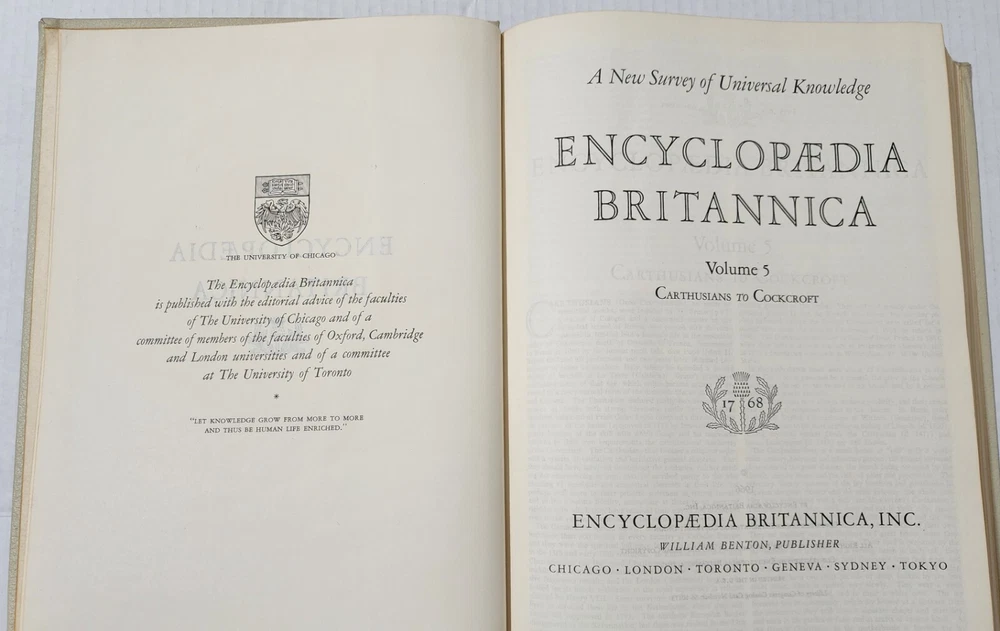 THE UNIVERSITY OF CHICAGO
The Encyclopædia Britannica
is published with the editorial advice of the faculties
of The University of Chicago and of a
committee of members of the faculties of Oxford, Cambridge
and London universities and of a committee
at The University of Toronto
*
"LET KNOWLEDGE GROW FROM MORE TO MORE
AND THUS BE HUMAN LIFE ENRICHED."
A New Survey of Universal Knowledge
ENCYCLOPÆDIA
BRITANNICA
Volume 5
CARTHUSIANS TO COCKCROFT
1768
ENCYCLOPÆDIA BRITANNICA, INC.
WILLIAM BENTON, PUBLISHER
CHICAGO · LONDON · TORONTO · GENEVA · SYDNEY · TOKYO